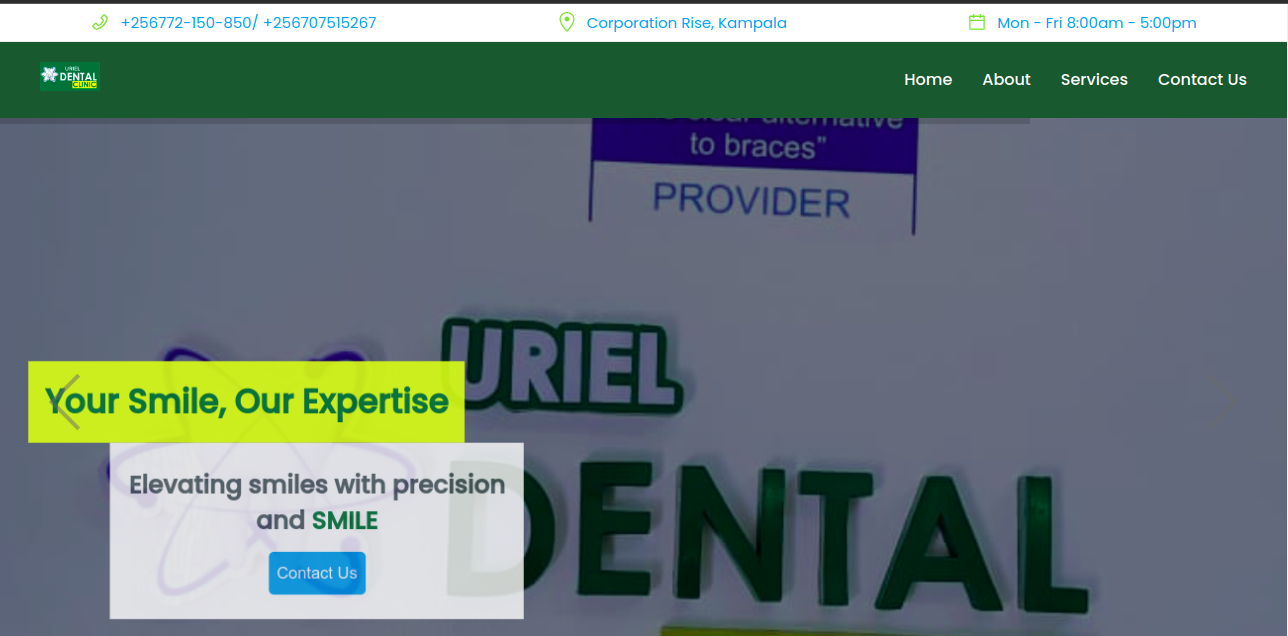 +256772-150-850/ +256707515267
Corporation Rise, Kampala
Mon - Fri 8:00am - 5:00pm
URIEL
DENTAL
CLINIC
Home
About
Services
Contact Us
clear alternative
to braces”
PROVIDER
URIEL
DENTAL
Your Smile, Our Expertise
Elevating smiles with precision
and SMILE
Contact Us